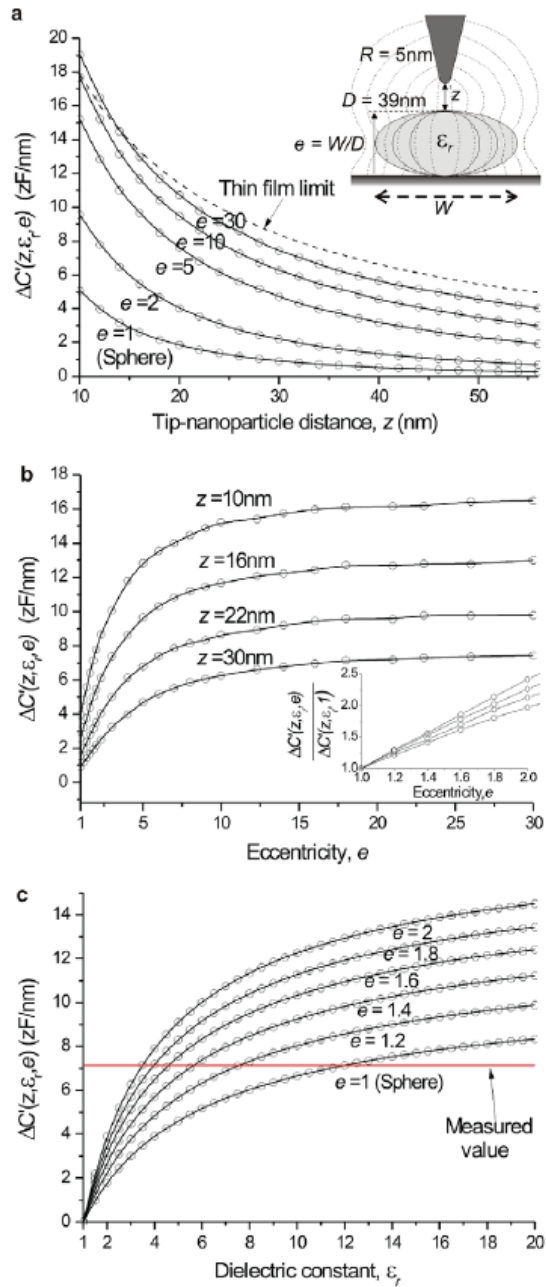 a
ΔC'(z,εr,e) (zF/nm)
20
18
16
14
12
10
8
6
4
2
0
R = 5nm
z
D = 39nm
e = W/D
εr
W
Thin film limit
e=30
e=10
e=5
e=2
e=1
(Sphere)
10 20 30 40 50
Tip-nanoparticle distance, z (nm)
b
ΔC'(z,εr,e) (zF/nm)
18
16
14
12
10
8
6
4
2
0
z=10nm
z=16nm
z=22nm
z=30nm
ΔC'(z,εr,e)
ΔC'(z,εr,1)
2.5
2.0
1.5
1.0
1.0 1.2 1.4 1.6 1.8 2.0
Eccentricity,e
1 5 10 15 20 25 30
Eccentricity, e
c
ΔC'(z,εr,e) (zF/nm)
14
12
10
8
6
4
2
0
e = 2
e = 1.8
e = 1.6
e = 1.4
e = 1.2
e=1 (Sphere)
Measured
value
1 2 4 6 8 10 12 14 16 18 20
Dielectric constant, εr